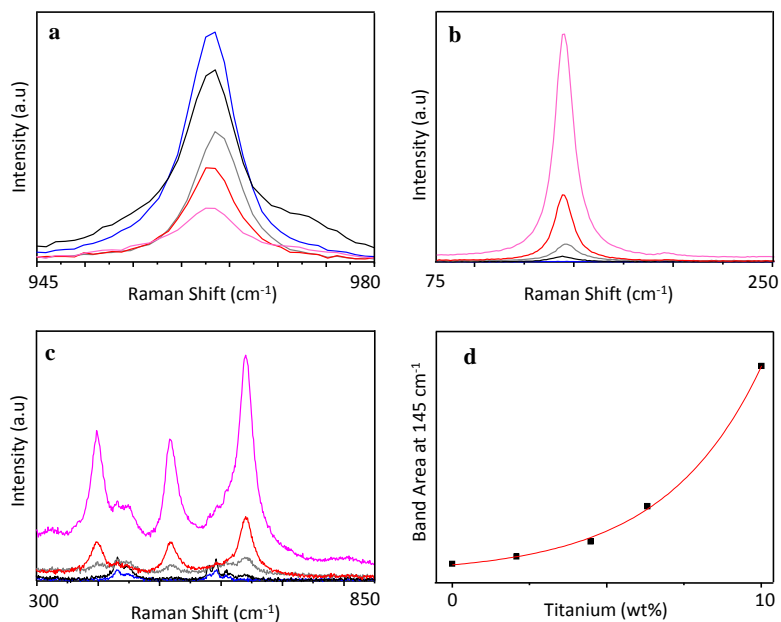 a
Intensity (a.u)
945
980
Raman Shift (cm-1)
b
Intensity (a.u)
75
250
Raman Shift (cm-1)
c
Intensity (a.u)
300
850
Raman Shift (cm-1)
d
Band Area at 145 cm-1
0
10
Titanium (wt%)